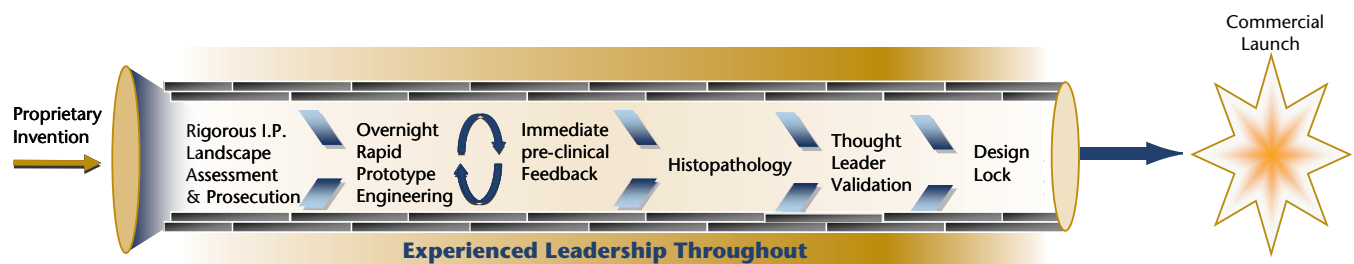 Proprietary
Invention
Rigorous I.P.
Landscape
Assessment
& Prosecution
Overnight
Rapid
Prototype
Engineering
Immediate
pre-clinical
Feedback
Histopathology
Thought
Leader
Validation
Design
Lock
Commercial
Launch
Experienced Leadership Throughout